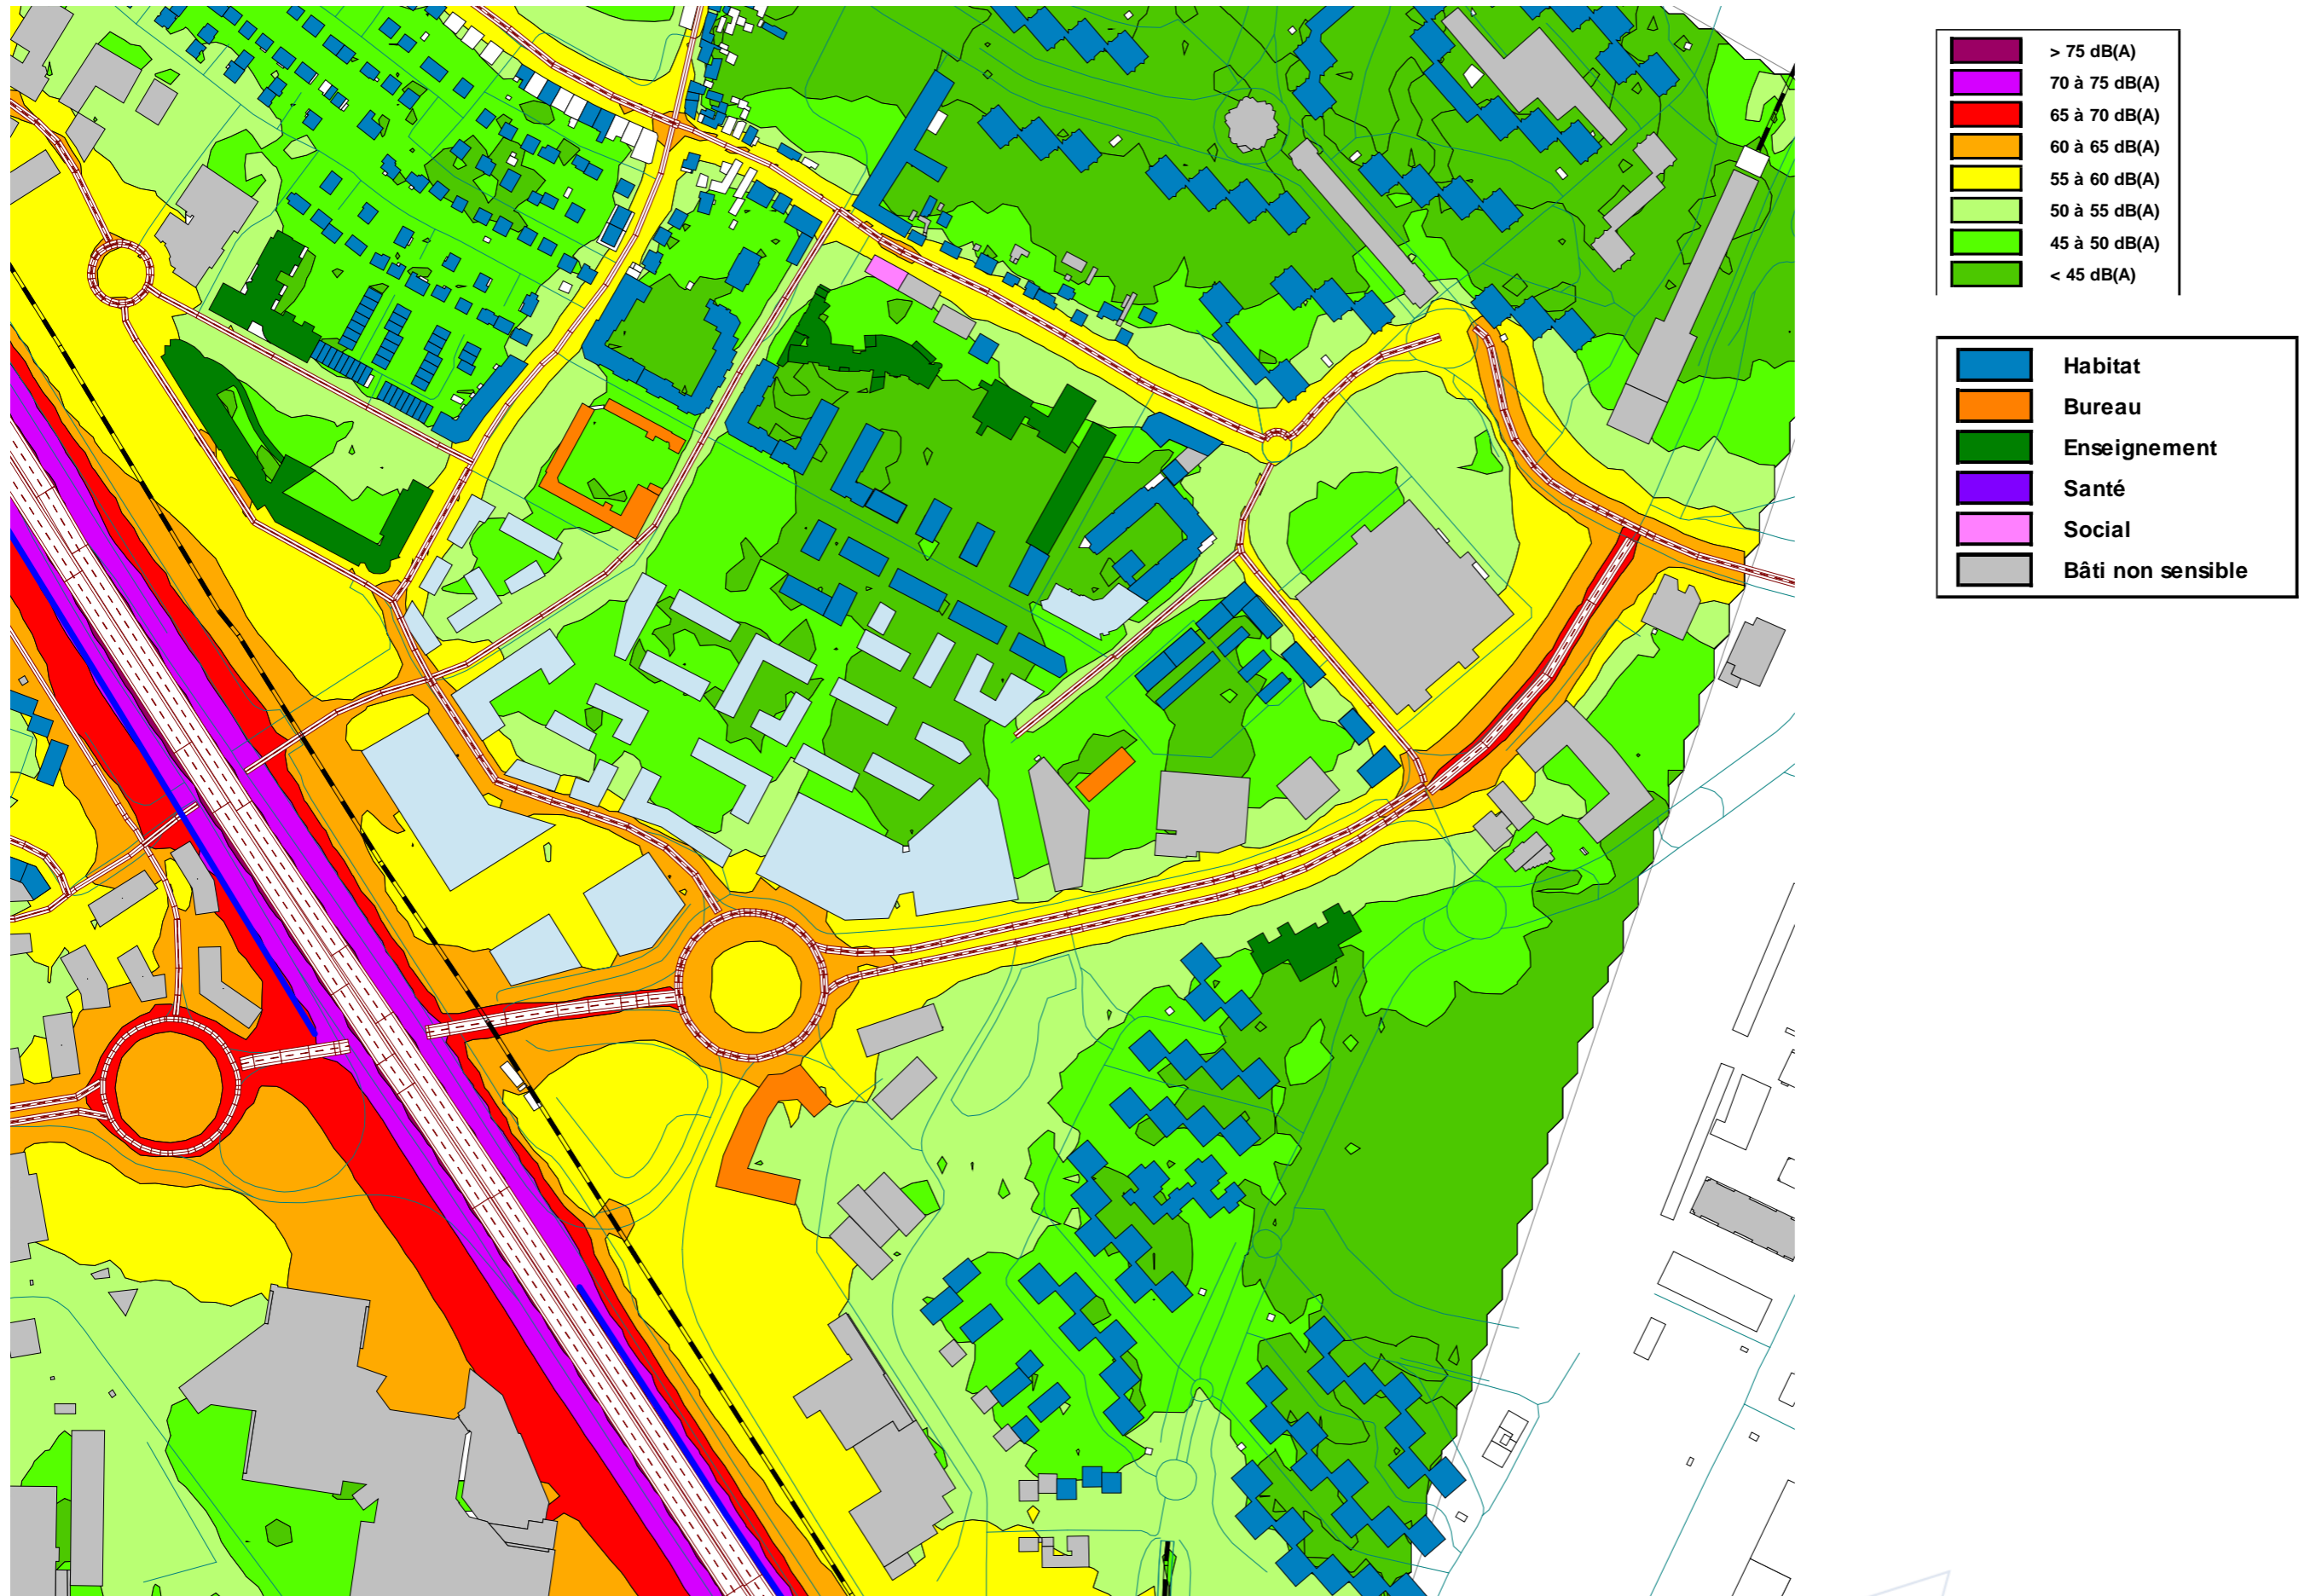 > 75 dB(A)
70 à 75 dB(A)
65 à 70 dB(A)
60 à 65 dB(A)
55 à 60 dB(A)
50 à 55 dB(A)
45 à 50 dB(A)
< 45 dB(A)
Habitat
Bureau
Enseignement
Santé
Social
Bâti non sensible